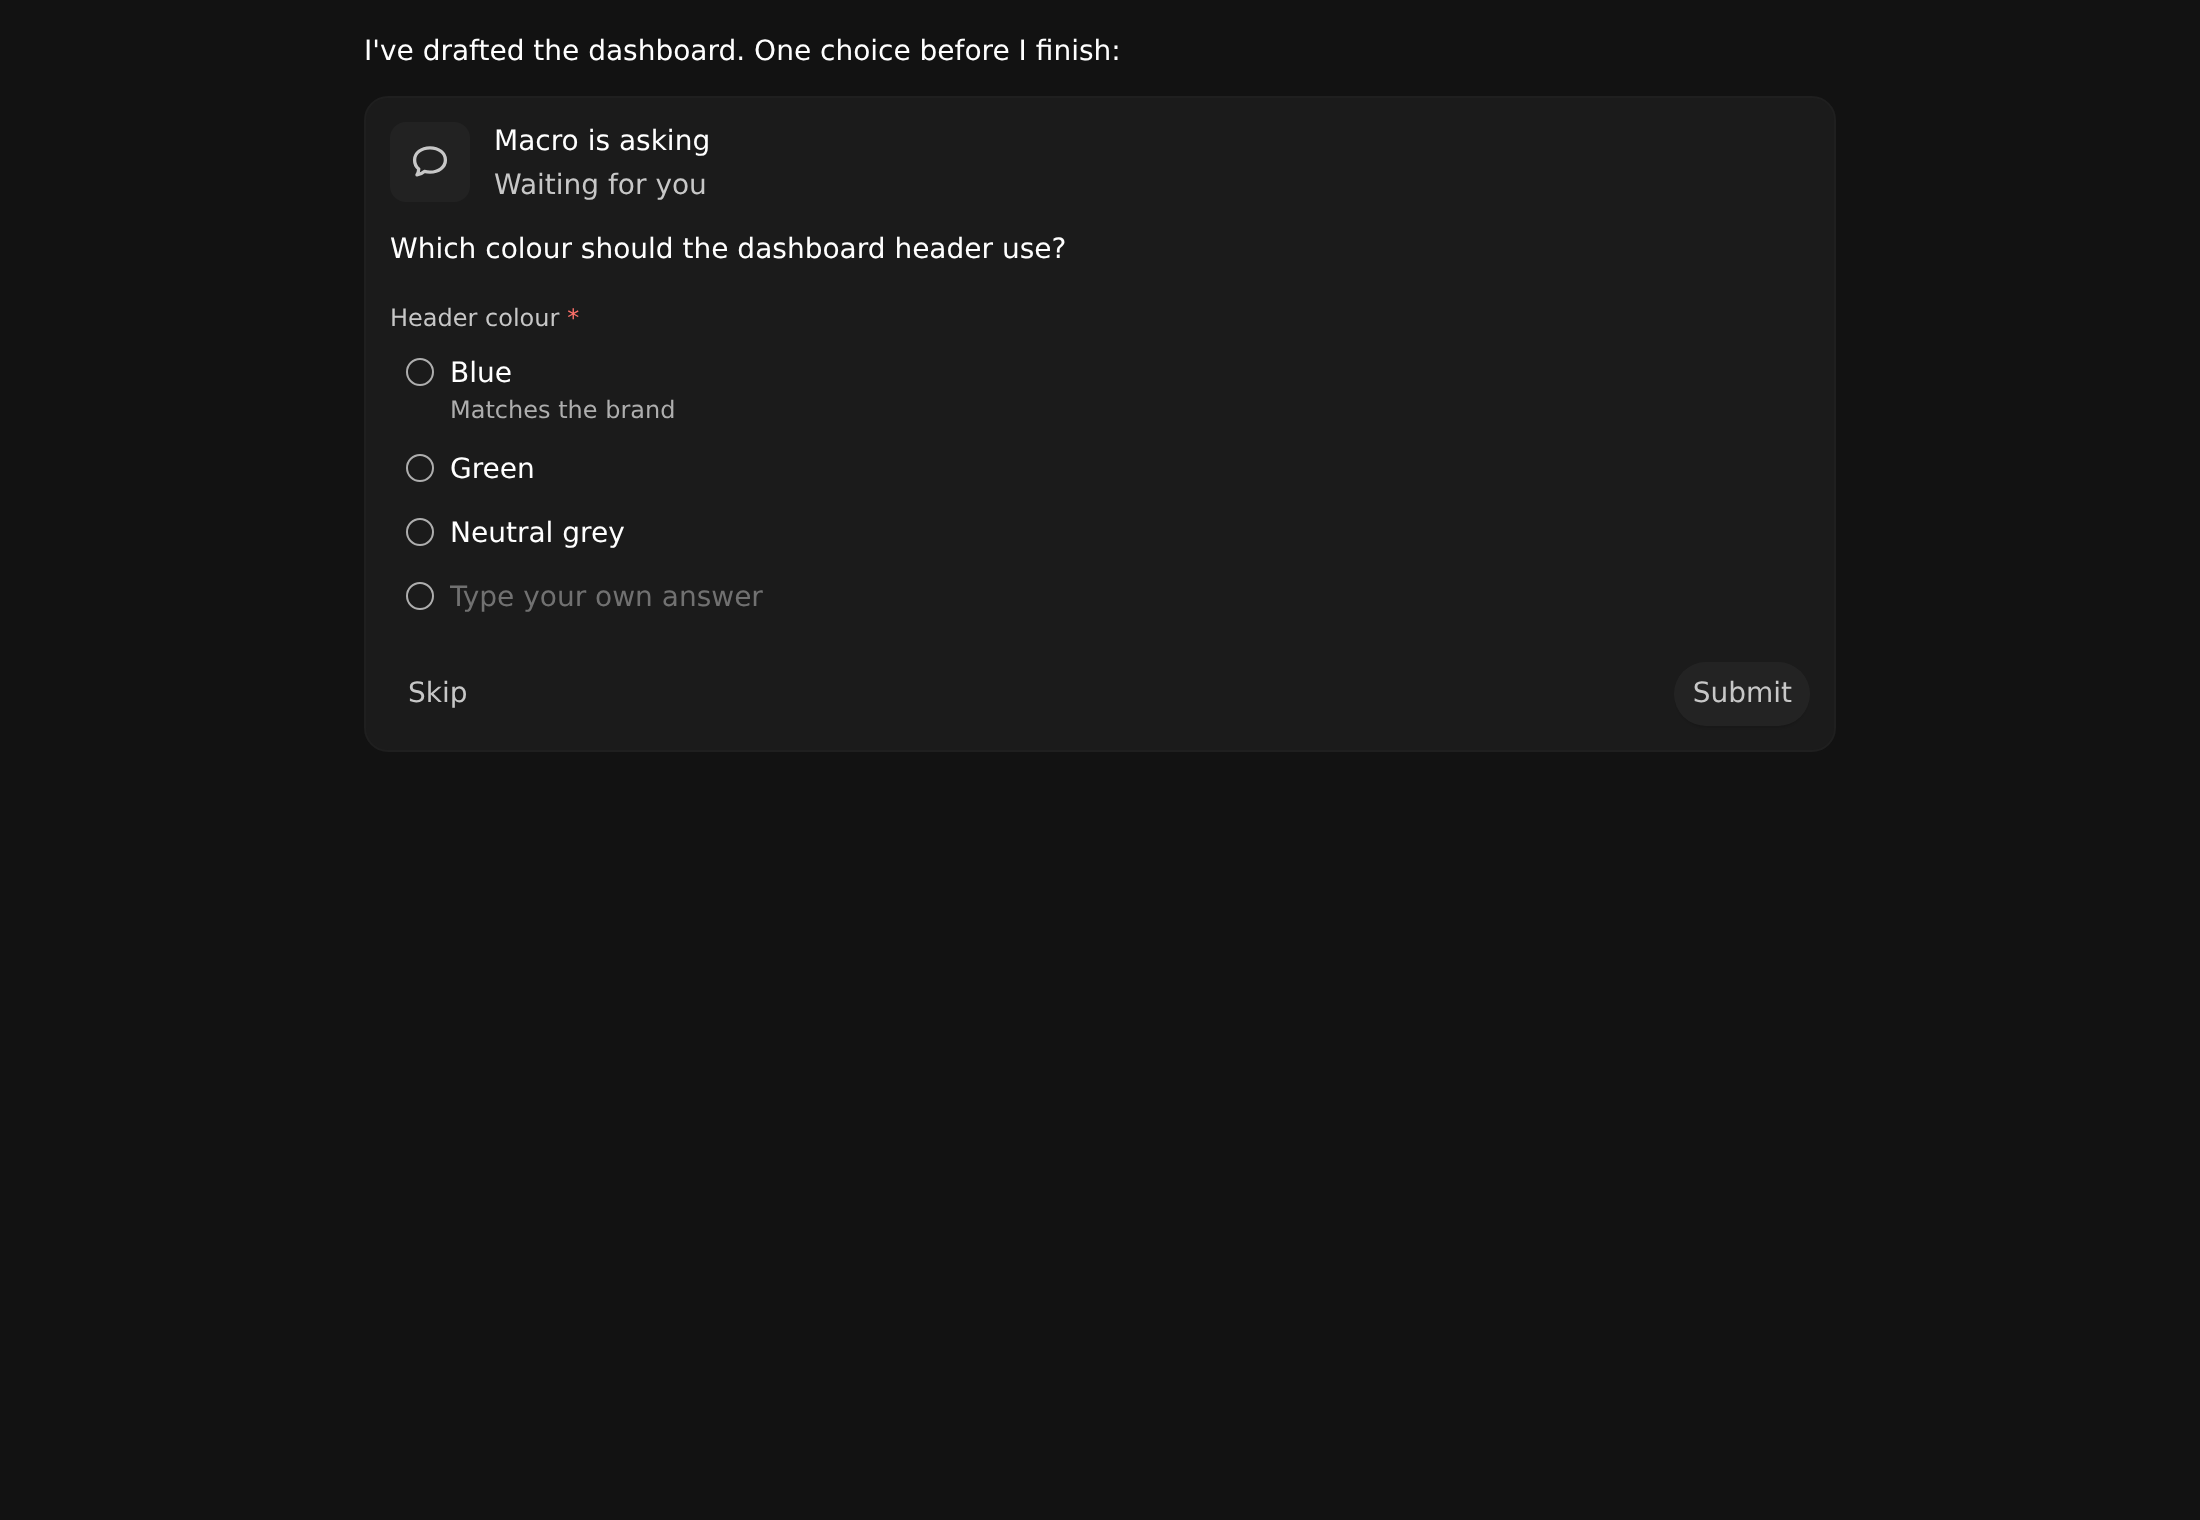 I've drafted the dashboard. One choice before I finish:
Macro is asking
Waiting for you
Which colour should the dashboard header use?
Header colour *
Blue
Matches the brand
Green
Neutral grey
Type your own answer
Skip
Submit